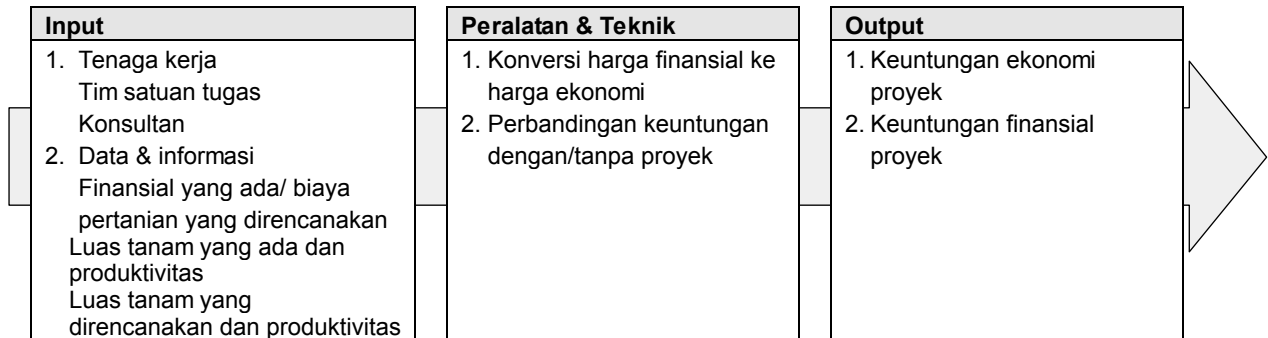 Input
1. Tenaga kerja
Tim satuan tugas
Konsultan
2. Data & informasi
Finansial yang ada/ biaya
pertanian yang direncanakan
Luas tanam yang ada dan
produktivitas
Luas tanam yang
direncanakan dan produktivitas
Peralatan & Teknik
1. Konversi harga finansial ke
harga ekonomi
2. Perbandingan keuntungan
dengan/tanpa proyek
Output
1. Keuntungan ekonomi
proyek
2. Keuntungan finansial
proyek